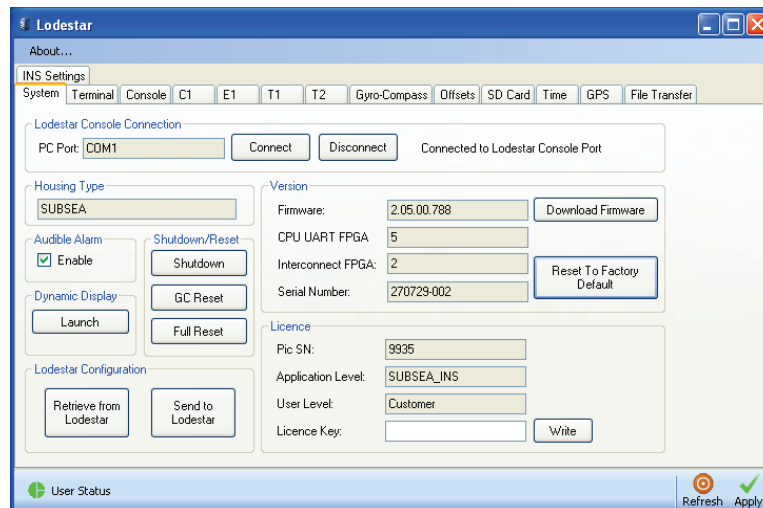 Lodestar
About...
INS Settings
System Terminal Console C1 E1 T1 T2 Gyro-Compass Offsets SD Card Time GPS File Transfer
Lodestar Console Connection
PC Port: COM1 Connect Disconnect Connected to Lodestar Console Port
Housing Type
SUBSEA
Version
Firmware: 2.05.00.788 Download Firmware
CPU UART FPGA 5
Interconnect FPGA: 2
Serial Number: 270729-002
Reset To Factory
Default
Audible Alarm
Enable
Shutdown/Reset
Shutdown
GC Reset
Full Reset
Dynamic Display
Launch
Licence
Pic SN: 9935
Application Level: SUBSEA_INS
User Level: Customer
Licence Key: Write
Lodestar Configuration
Retrieve from
Lodestar
Send to
Lodestar
User Status
Refresh Apply